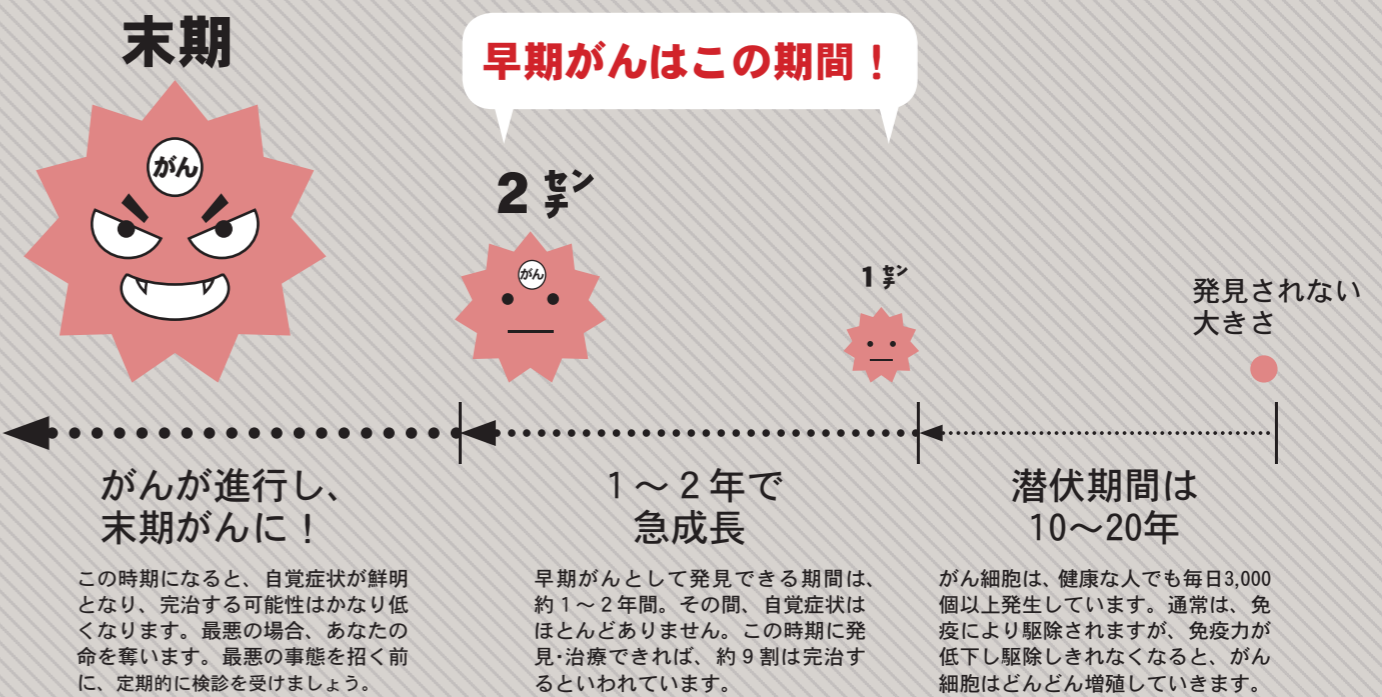 末期
がん
早期がんはこの期間！
2センチ
がん
1センチ
発見されない
大きさ
がんが進行し、
末期がんに！
この時期になると、自覚症状が鮮明
となり、完治する可能性はかなり低
くなります。最悪の場合、あなたの
命を奪います。最悪の事態を招く前
に、定期的に検診を受けましょう。
1～2年で
急成長
早期がんとして発見できる期間は、
約1～2年間。その間、自覚症状は
ほとんどありません。この時期に発
見･治療できれば、約9割は完治す
るといわれています。
潜伏期間は
10～20年
がん細胞は、健康な人でも毎日3,000
個以上発生しています。通常は、免
疫により駆除されますが、免疫力が
低下し駆除しきれなくなると、がん
細胞はどんどん増殖していきます。